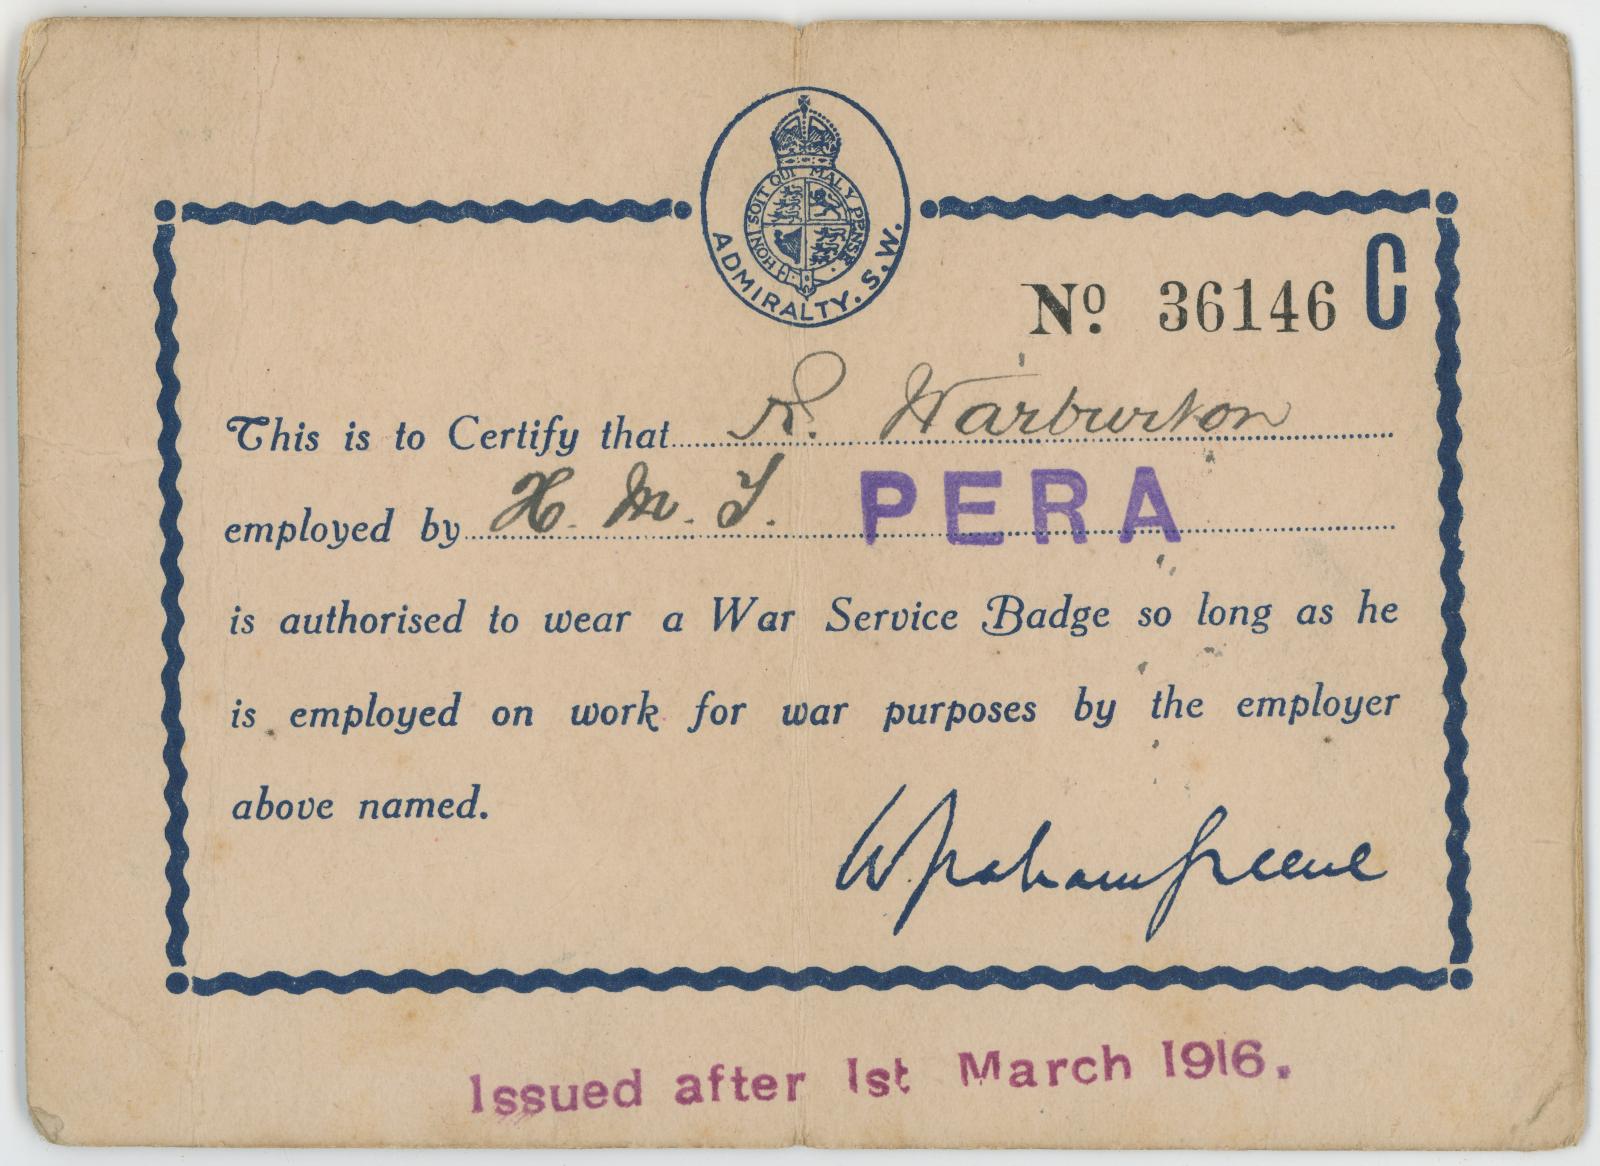 HONI SOIT QUI MAL Y PENSE
ADMIRALTY. S.W.
Nº 36146 C
This is to Certify that R. Warburton
employed by H. M. T. PERA
is authorised to wear a War Service Badge so long as he
is employed on work for war purposes by the employer
above named.
W Graham Greene
Issued after 1st March 1916.